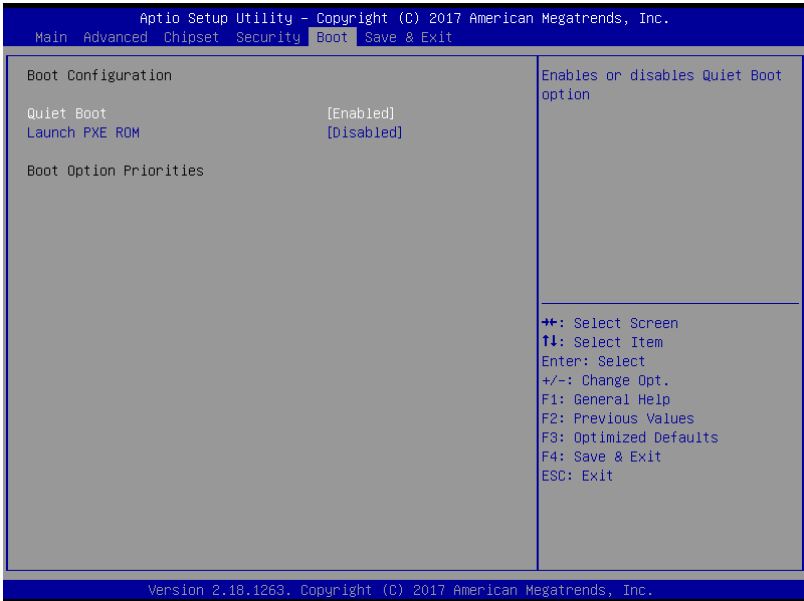 Aptio Setup Utility – Copyright (C) 2017 American Megatrends, Inc.
Main Advanced Chipset Security Boot Save & Exit
Boot Configuration
Quiet Boot [Enabled]
Launch PXE ROM [Disabled]
Boot Option Priorities
Enables or disables Quiet Boot
option
→←: Select Screen
↑↓: Select Item
Enter: Select
+/-: Change Opt.
F1: General Help
F2: Previous Values
F3: Optimized Defaults
F4: Save & Exit
ESC: Exit
Version 2.18.1263. Copyright (C) 2017 American Megatrends, Inc.